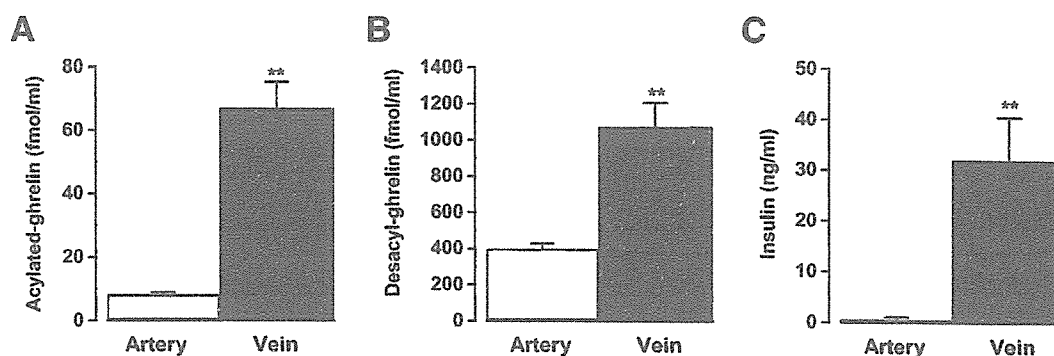 A
Acylated-ghrelin (fmol/ml)
80
60
40
20
0
**
Artery Vein
B
Desacyl-ghrelin (fmol/ml)
1400
1200
1000
800
600
400
200
0
**
Artery Vein
C
Insulin (ng/ml)
50
40
30
20
10
0
**
Artery Vein